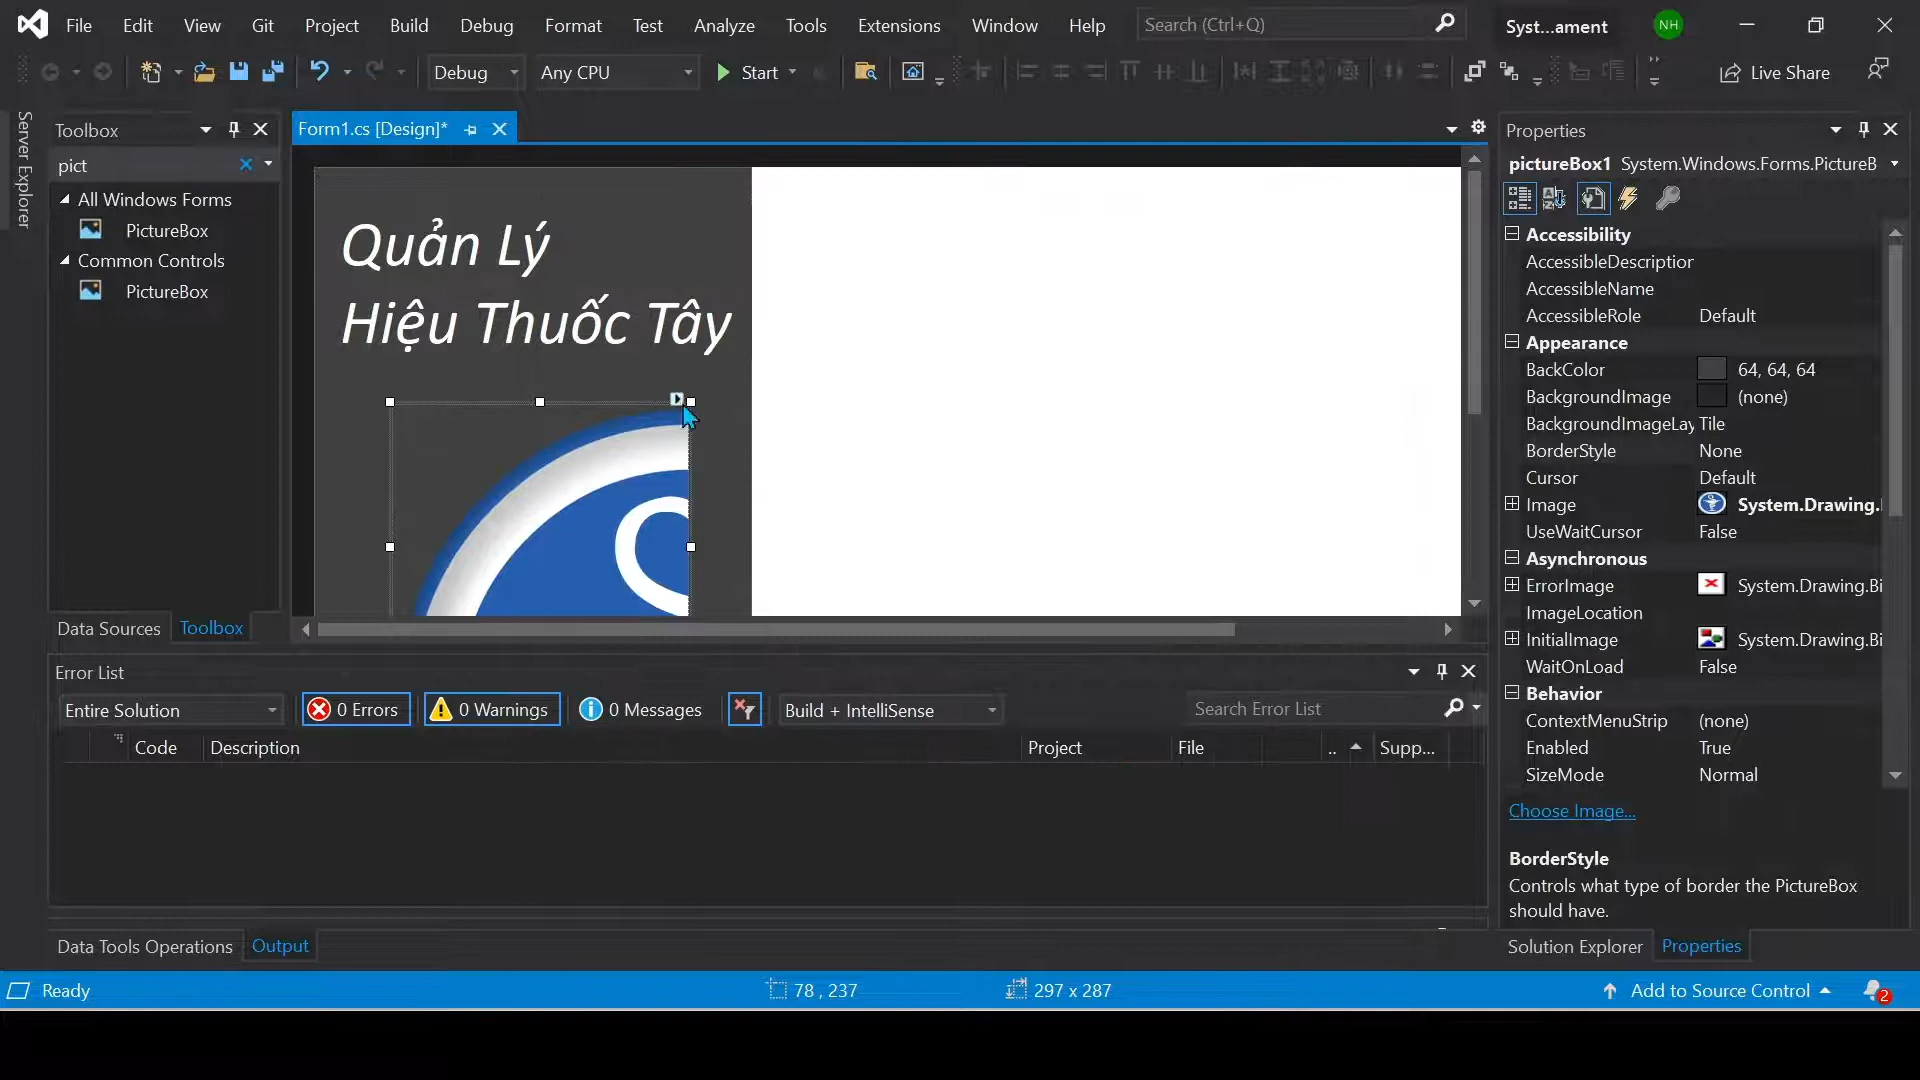 File Edit View Git Project Build Debug Format Test Analyze Tools Extensions Window Help Search (Ctrl+Q) Syst...ament NH
Debug Any CPU Start Live Share
Server Explorer
Toolbox
pict
All Windows Forms
PictureBox
Common Controls
PictureBox
Data Sources Toolbox
Form1.cs [Design]*
Quản Lý
Hiệu Thuốc Tây
Properties
pictureBox1 System.Windows.Forms.PictureB
Accessibility
AccessibleDescription
AccessibleName
AccessibleRole Default
Appearance
BackColor 64, 64, 64
BackgroundImage (none)
BackgroundImageLay Tile
BorderStyle None
Cursor Default
Image System.Drawing.
UseWaitCursor False
Asynchronous
ErrorImage System.Drawing.Bi
ImageLocation
InitialImage System.Drawing.Bi
WaitOnLoad False
Behavior
ContextMenuStrip (none)
Enabled True
SizeMode Normal
Choose Image...
BorderStyle
Controls what type of border the PictureBox
should have.
Solution Explorer Properties
Error List
Entire Solution 0 Errors 0 Warnings 0 Messages Build + IntelliSense Search Error List
Code Description Project File .. Supp...
Data Tools Operations Output
Ready 78 , 237 297 x 287 Add to Source Control 2